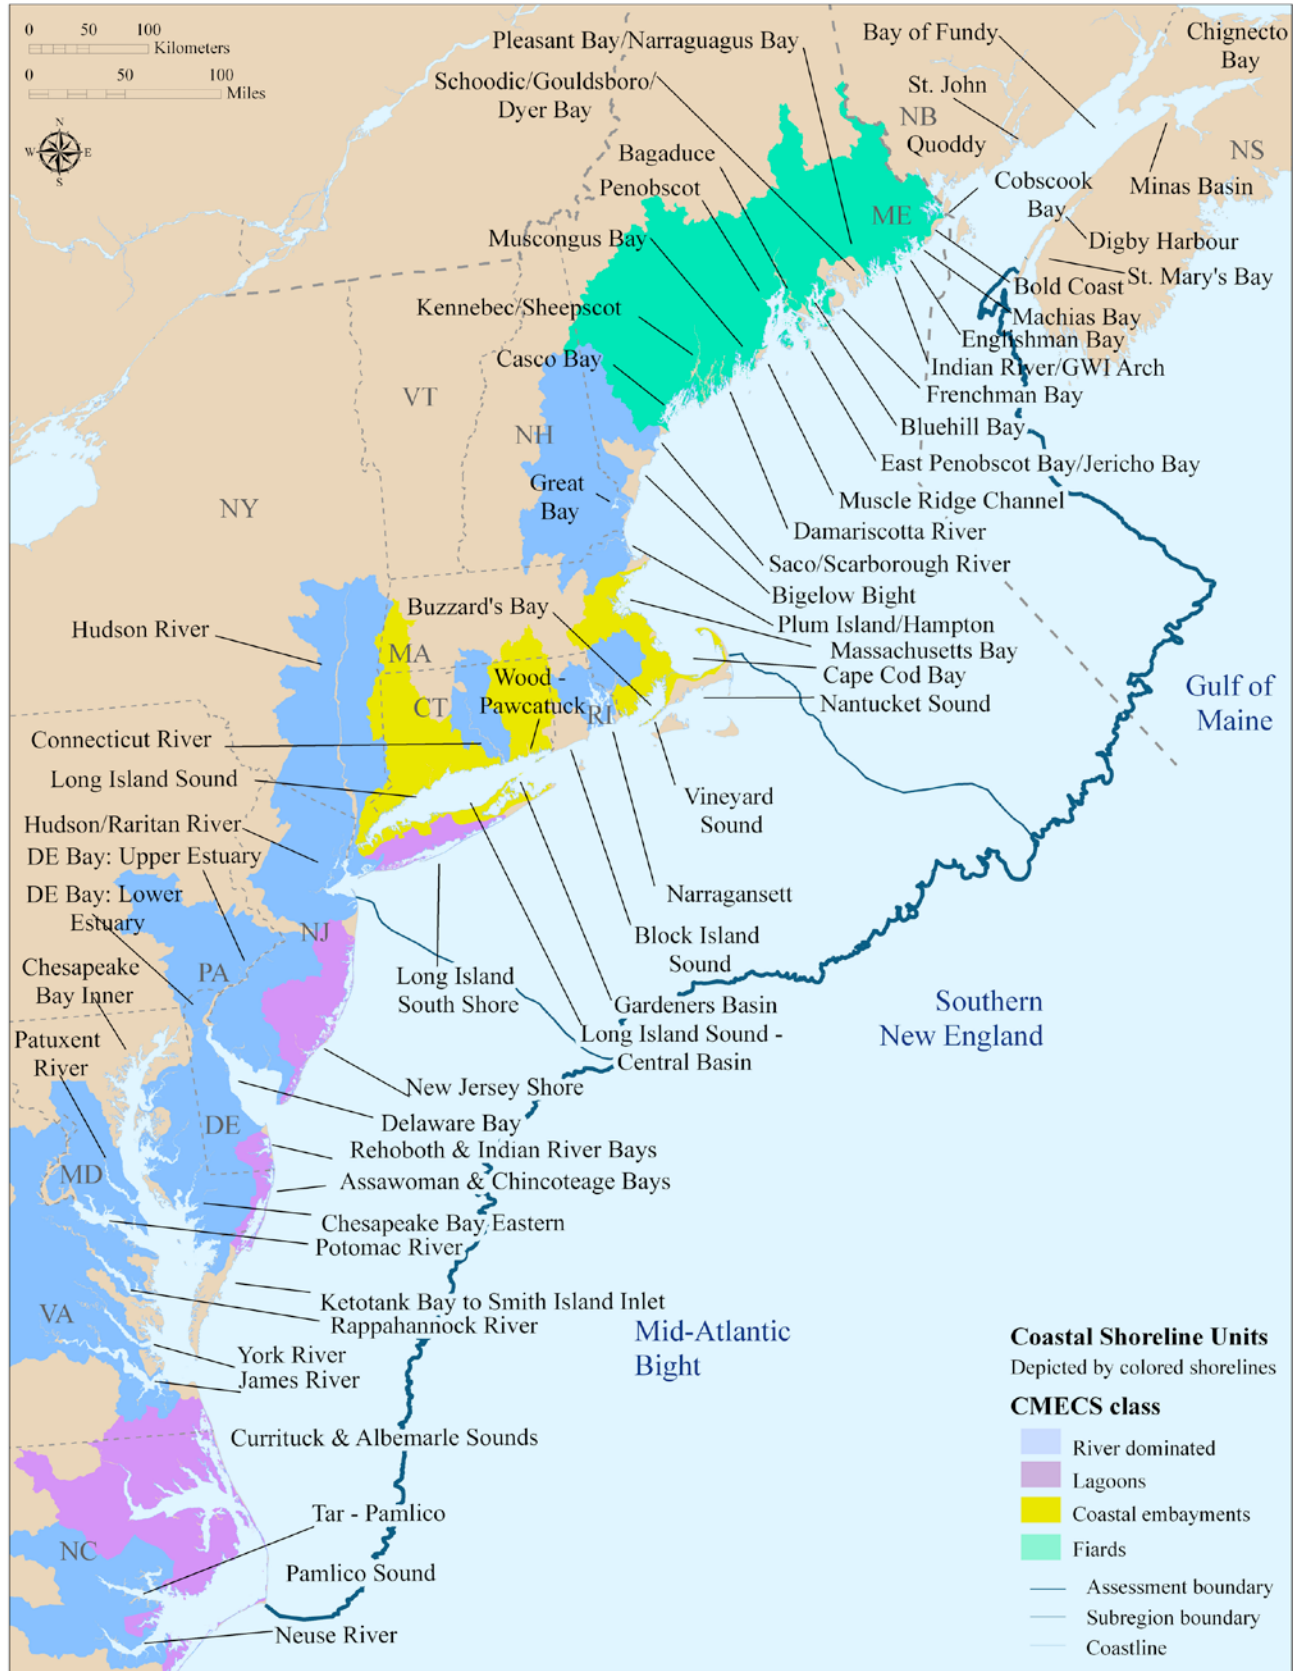 0 50 100
Kilometers
0 50 100
Miles
N
W E
S
Pleasant Bay/Narraguagus Bay
Bay of Fundy
Chignecto
Bay
Schoodic/Gouldsboro/
Dyer Bay
St. John
NB
Quoddy
NS
Bagaduce
Penobscot
Cobscook
Bay
Minas Basin
ME
Muscongus Bay
Digby Harbour
St. Mary's Bay
Bold Coast
Kennebec/Sheepscot
Machias Bay
Englishman Bay
Casco Bay
Indian River/GWI Arch
Frenchman Bay
VT
NH
Bluehill Bay
East Penobscot Bay/Jericho Bay
Great
Bay
Muscle Ridge Channel
NY
Damariscotta River
Saco/Scarborough River
Bigelow Bight
Buzzard's Bay
Plum Island/Hampton
Hudson River
Massachusetts Bay
MA
Cape Cod Bay
Wood -
Pawcatuck
Nantucket Sound
Gulf of
Maine
CT
RI
Connecticut River
Long Island Sound
Vineyard
Sound
Hudson/Raritan River
DE Bay: Upper Estuary
DE Bay: Lower
Estuary
Narragansett
NJ
Block Island
Sound
Chesapeake
Bay Inner
PA
Long Island
South Shore
Gardeners Basin
Southern
New England
Long Island Sound -
Central Basin
Patuxent
River
New Jersey Shore
Delaware Bay
DE
Rehoboth & Indian River Bays
MD
Assawoman & Chincoteage Bays
Chesapeake Bay Eastern
Potomac River
Ketotank Bay to Smith Island Inlet
VA
Rappahannock River
Mid-Atlantic
Bight
York River
James River
Currituck & Albemarle Sounds
Tar - Pamlico
NC
Pamlico Sound
Neuse River
Coastal Shoreline Units
Depicted by colored shorelines
CMECS class
River dominated
Lagoons
Coastal embayments
Fiards
Assessment boundary
Subregion boundary
Coastline